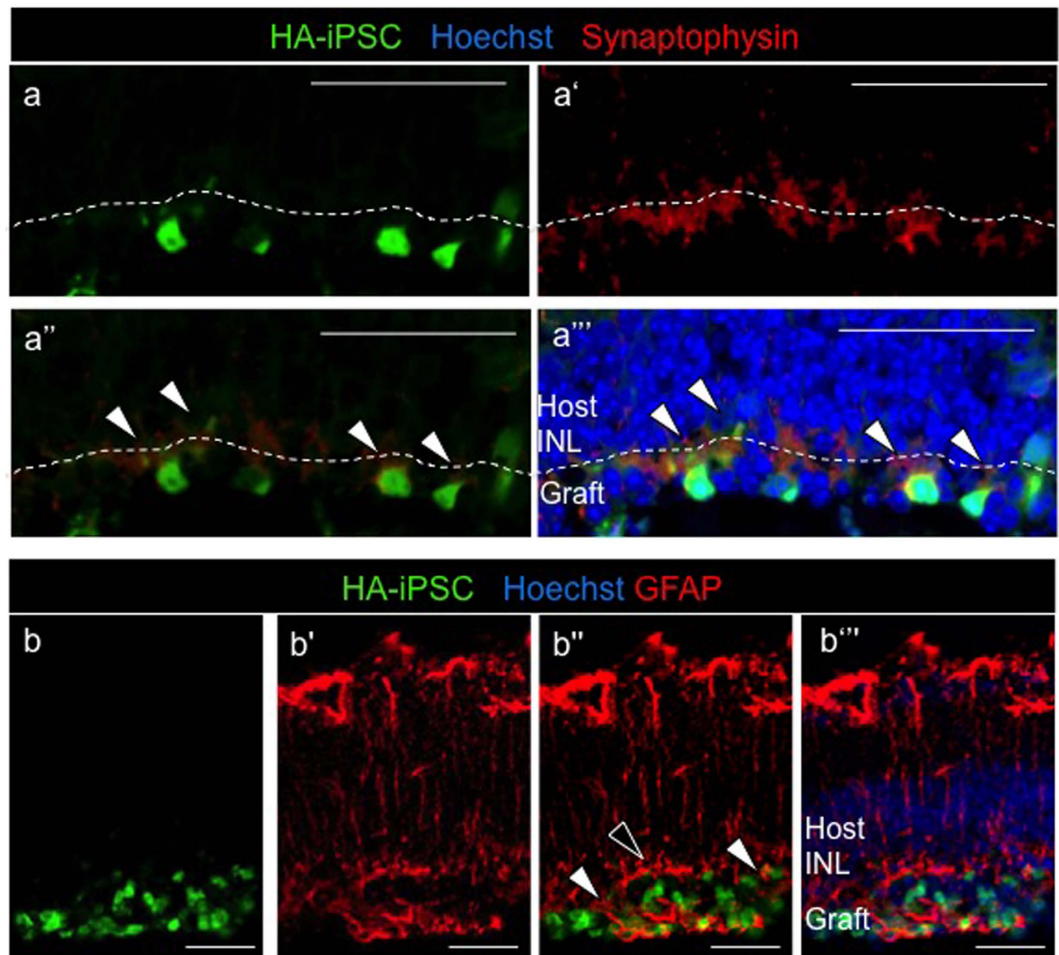 HA-iPSC Hoechst Synaptophysin
a a‘
a” a”’
Host
INL
Graft
HA-iPSC Hoechst GFAP
b b' b" b‘"
Host
INL
Graft